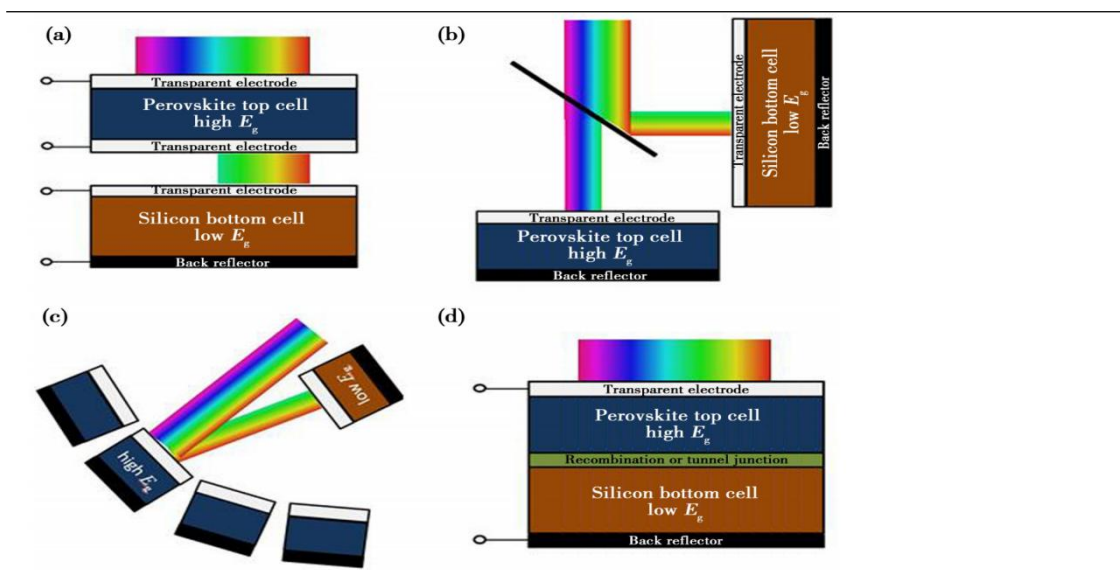 (a)
Transparent electrode
Perovskite top cell
high Eg
Transparent electrode
Transparent electrode
Silicon bottom cell
low Eg
Back reflector
(b)
Transparent electrode
Silicon bottom cell
low Eg
Back reflector
Transparent electrode
Perovskite top cell
high Eg
Back reflector
(c)
low Eg
high Eg
(d)
Transparent electrode
Perovskite top cell
high Eg
Recombination or tunnel junction
Silicon bottom cell
low Eg
Back reflector